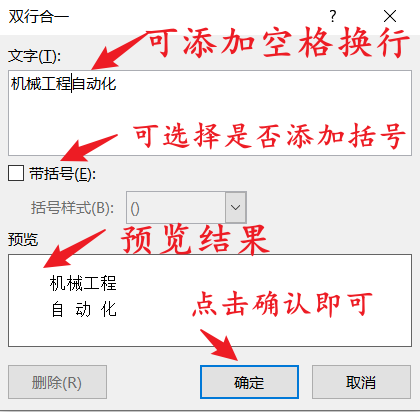 双行合一
可添加空格换行
文字(T):
机械工程自动化
可选择是否添加括号
带括号(E):
括号样式(B): ()
预览结果
预览
机械工程
自 动 化
点击确认即可
删除(R) 确定 取消